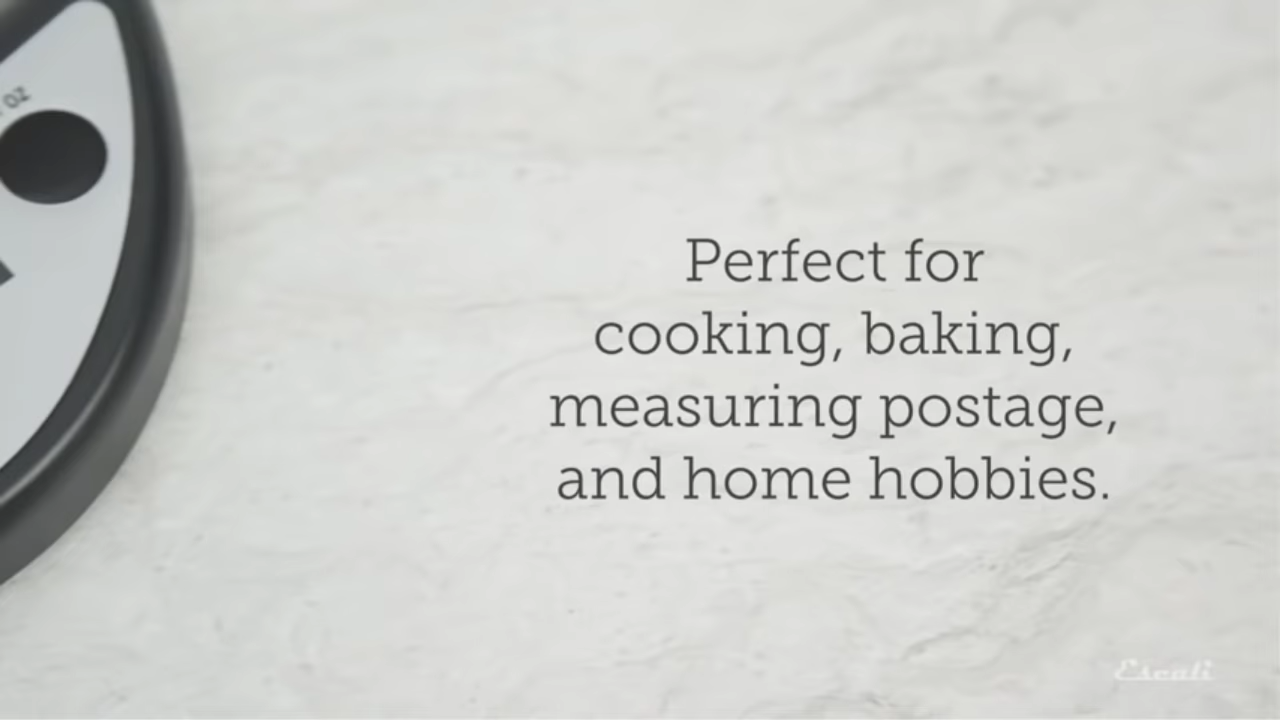 oz
Perfect for
cooking, baking,
measuring postage,
and home hobbies.
Escali